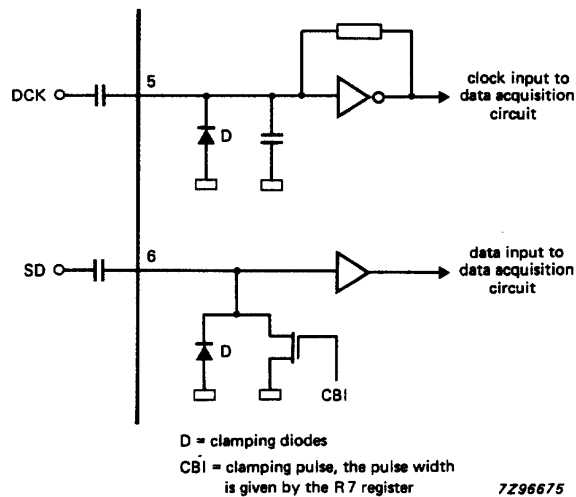 DCK
5
D
clock input to
data acquisition
circuit
SD
6
D
CBI
data input to
data acquisition
circuit
D = clamping diodes
CBI = clamping pulse, the pulse width
is given by the R7 register
7Z96675